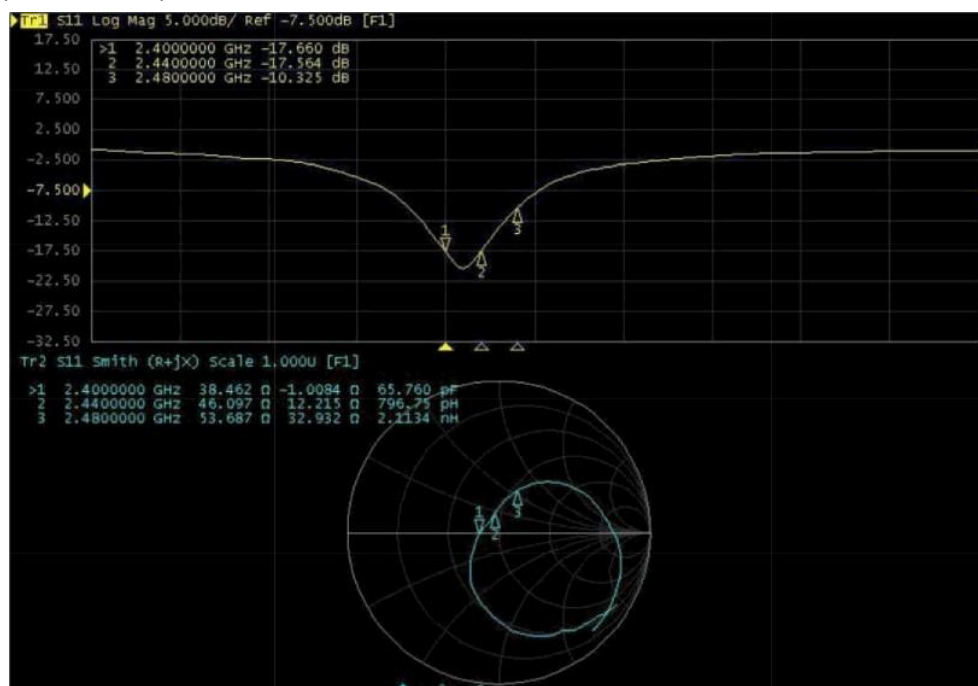 Tr1 S11 Log Mag 5.000dB/ Ref -7.500dB [F1]
17.50
>1 2.4000000 GHz -17.660 dB
2 2.4400000 GHz -17.564 dB
3 2.4800000 GHz -10.325 dB
12.50
7.500
2.500
-2.500
-7.500
-12.50
-17.50
-22.50
-27.50
-32.50
1
2
3
Tr2 S11 Smith (R+jX) Scale 1.000U [F1]
>1 2.4000000 GHz 38.462 Ω -1.0084 Ω 65.760 pF
2 2.4400000 GHz 46.097 Ω 12.215 Ω 796.75 pH
3 2.4800000 GHz 53.687 Ω 32.932 Ω 2.1134 nH
1
2
3